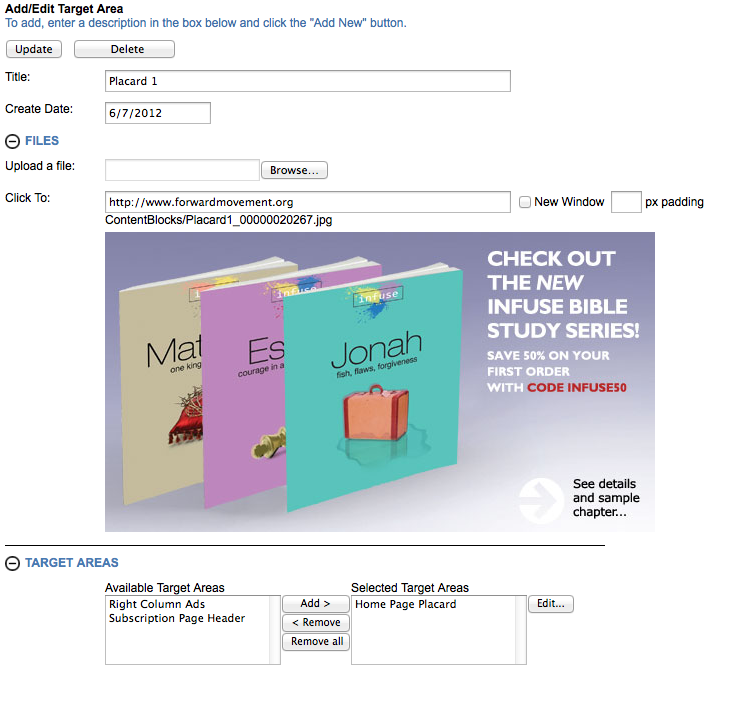 Add/Edit Target Area
To add, enter a description in the box below and click the "Add New" button.
Update Delete
Title: Placard 1
Create Date: 6/7/2012
FILES
Upload a file: Browse...
Click To: http://www.forwardmovement.org New Window px padding
ContentBlocks/Placard1_00000020267.jpg
CHECK OUT
THE NEW
INFUSE BIBLE
STUDY SERIES!
SAVE 50% ON YOUR
FIRST ORDER
WITH CODE INFUSE50
infuse
Mat
one king
infuse
Es
courage in a
infuse
Jonah
fish, flaws, forgiveness
See details
and sample
chapter...
TARGET AREAS
Available Target Areas Selected Target Areas
Right Column Ads Add > Home Page Placard Edit...
Subscription Page Header < Remove
Remove all